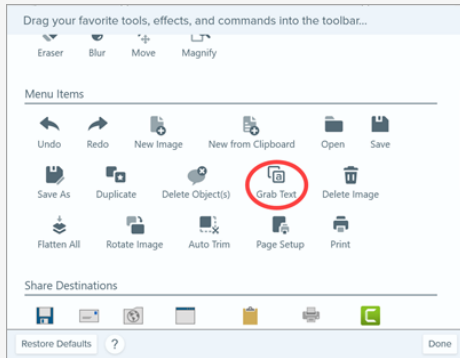 Drag your favorite tools, effects, and commands into the toolbar...
Eraser Blur Move Magnify
Menu Items
Undo Redo New Image New from Clipboard Open Save
Save As Duplicate Delete Object(s) Grab Text Delete Image
Flatten All Rotate Image Auto Trim Page Setup Print
Share Destinations
Restore Defaults ? Done